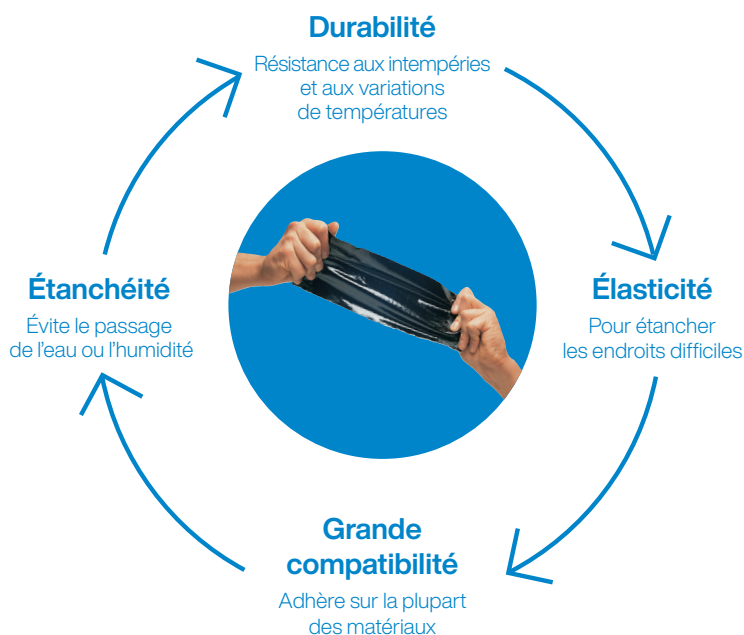 Durabilité
Résistance aux intempéries
et aux variations
de températures
Étanchéité
Évite le passage
de l'eau ou l'humidité
Élasticité
Pour étancher
les endroits difficiles
Grande
compatibilité
Adhère sur la plupart
des matériaux